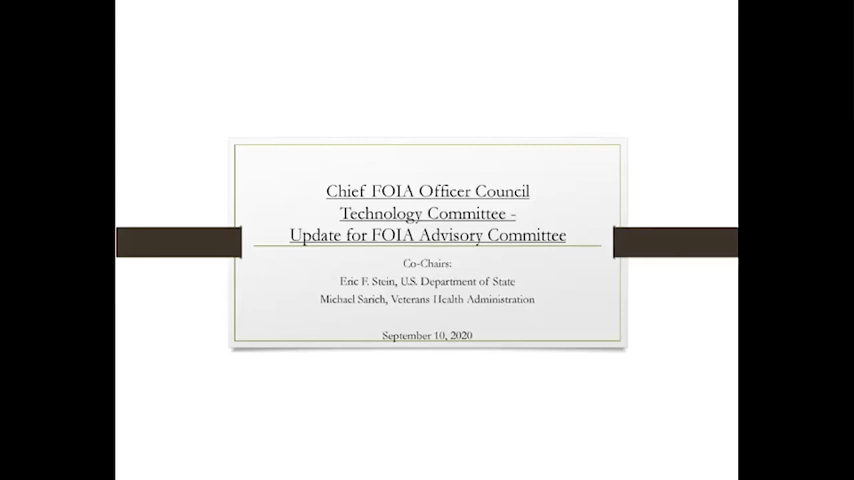 Chief FOIA Officer Council
Technology Committee -
Update for FOIA Advisory Committee
Co-Chairs:
Eric F. Stein, U.S. Department of State
Michael Sarich, Veterans Health Administration
September 10, 2020